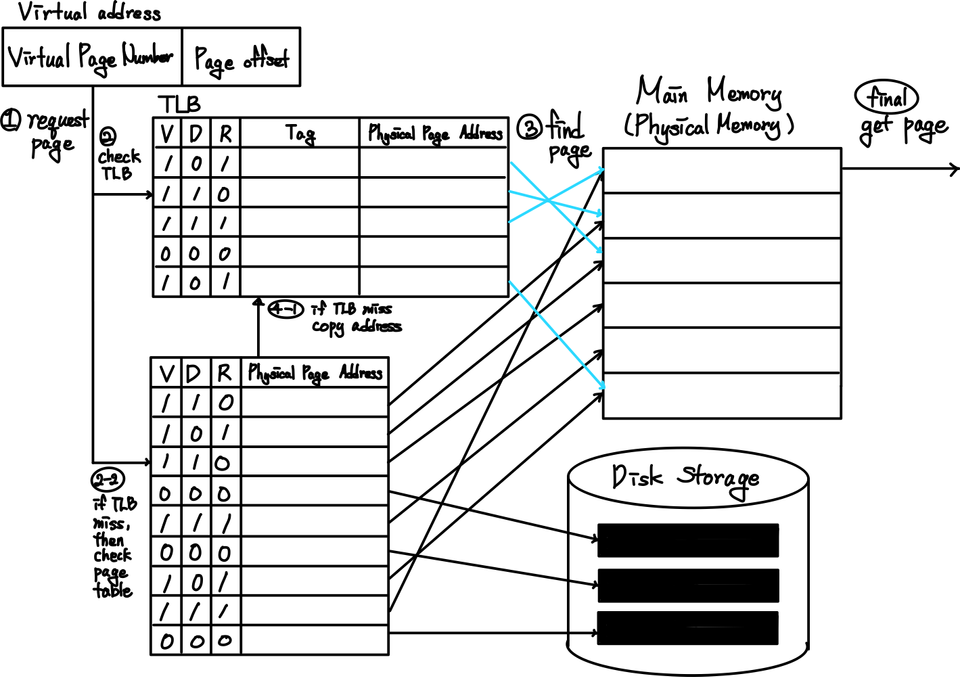 Virtual address
Virtual Page Number Page offset
① request
page
② check
TLB
TLB
V D R Tag Physical Page Address
1 0 1
1 1 0
1 1 1
0 0 0
1 0 1
③ find
page
Main Memory
(Physical Memory)
final
get page
4-1 if TLB miss
copy address
V D R Physical Page Address
1 1 0
1 0 1
1 1 0
0 0 0
1 1 1
0 0 0
1 0 1
1 1 1
0 0 0
2-2
if TLB
miss,
then
check
page
table
Disk Storage